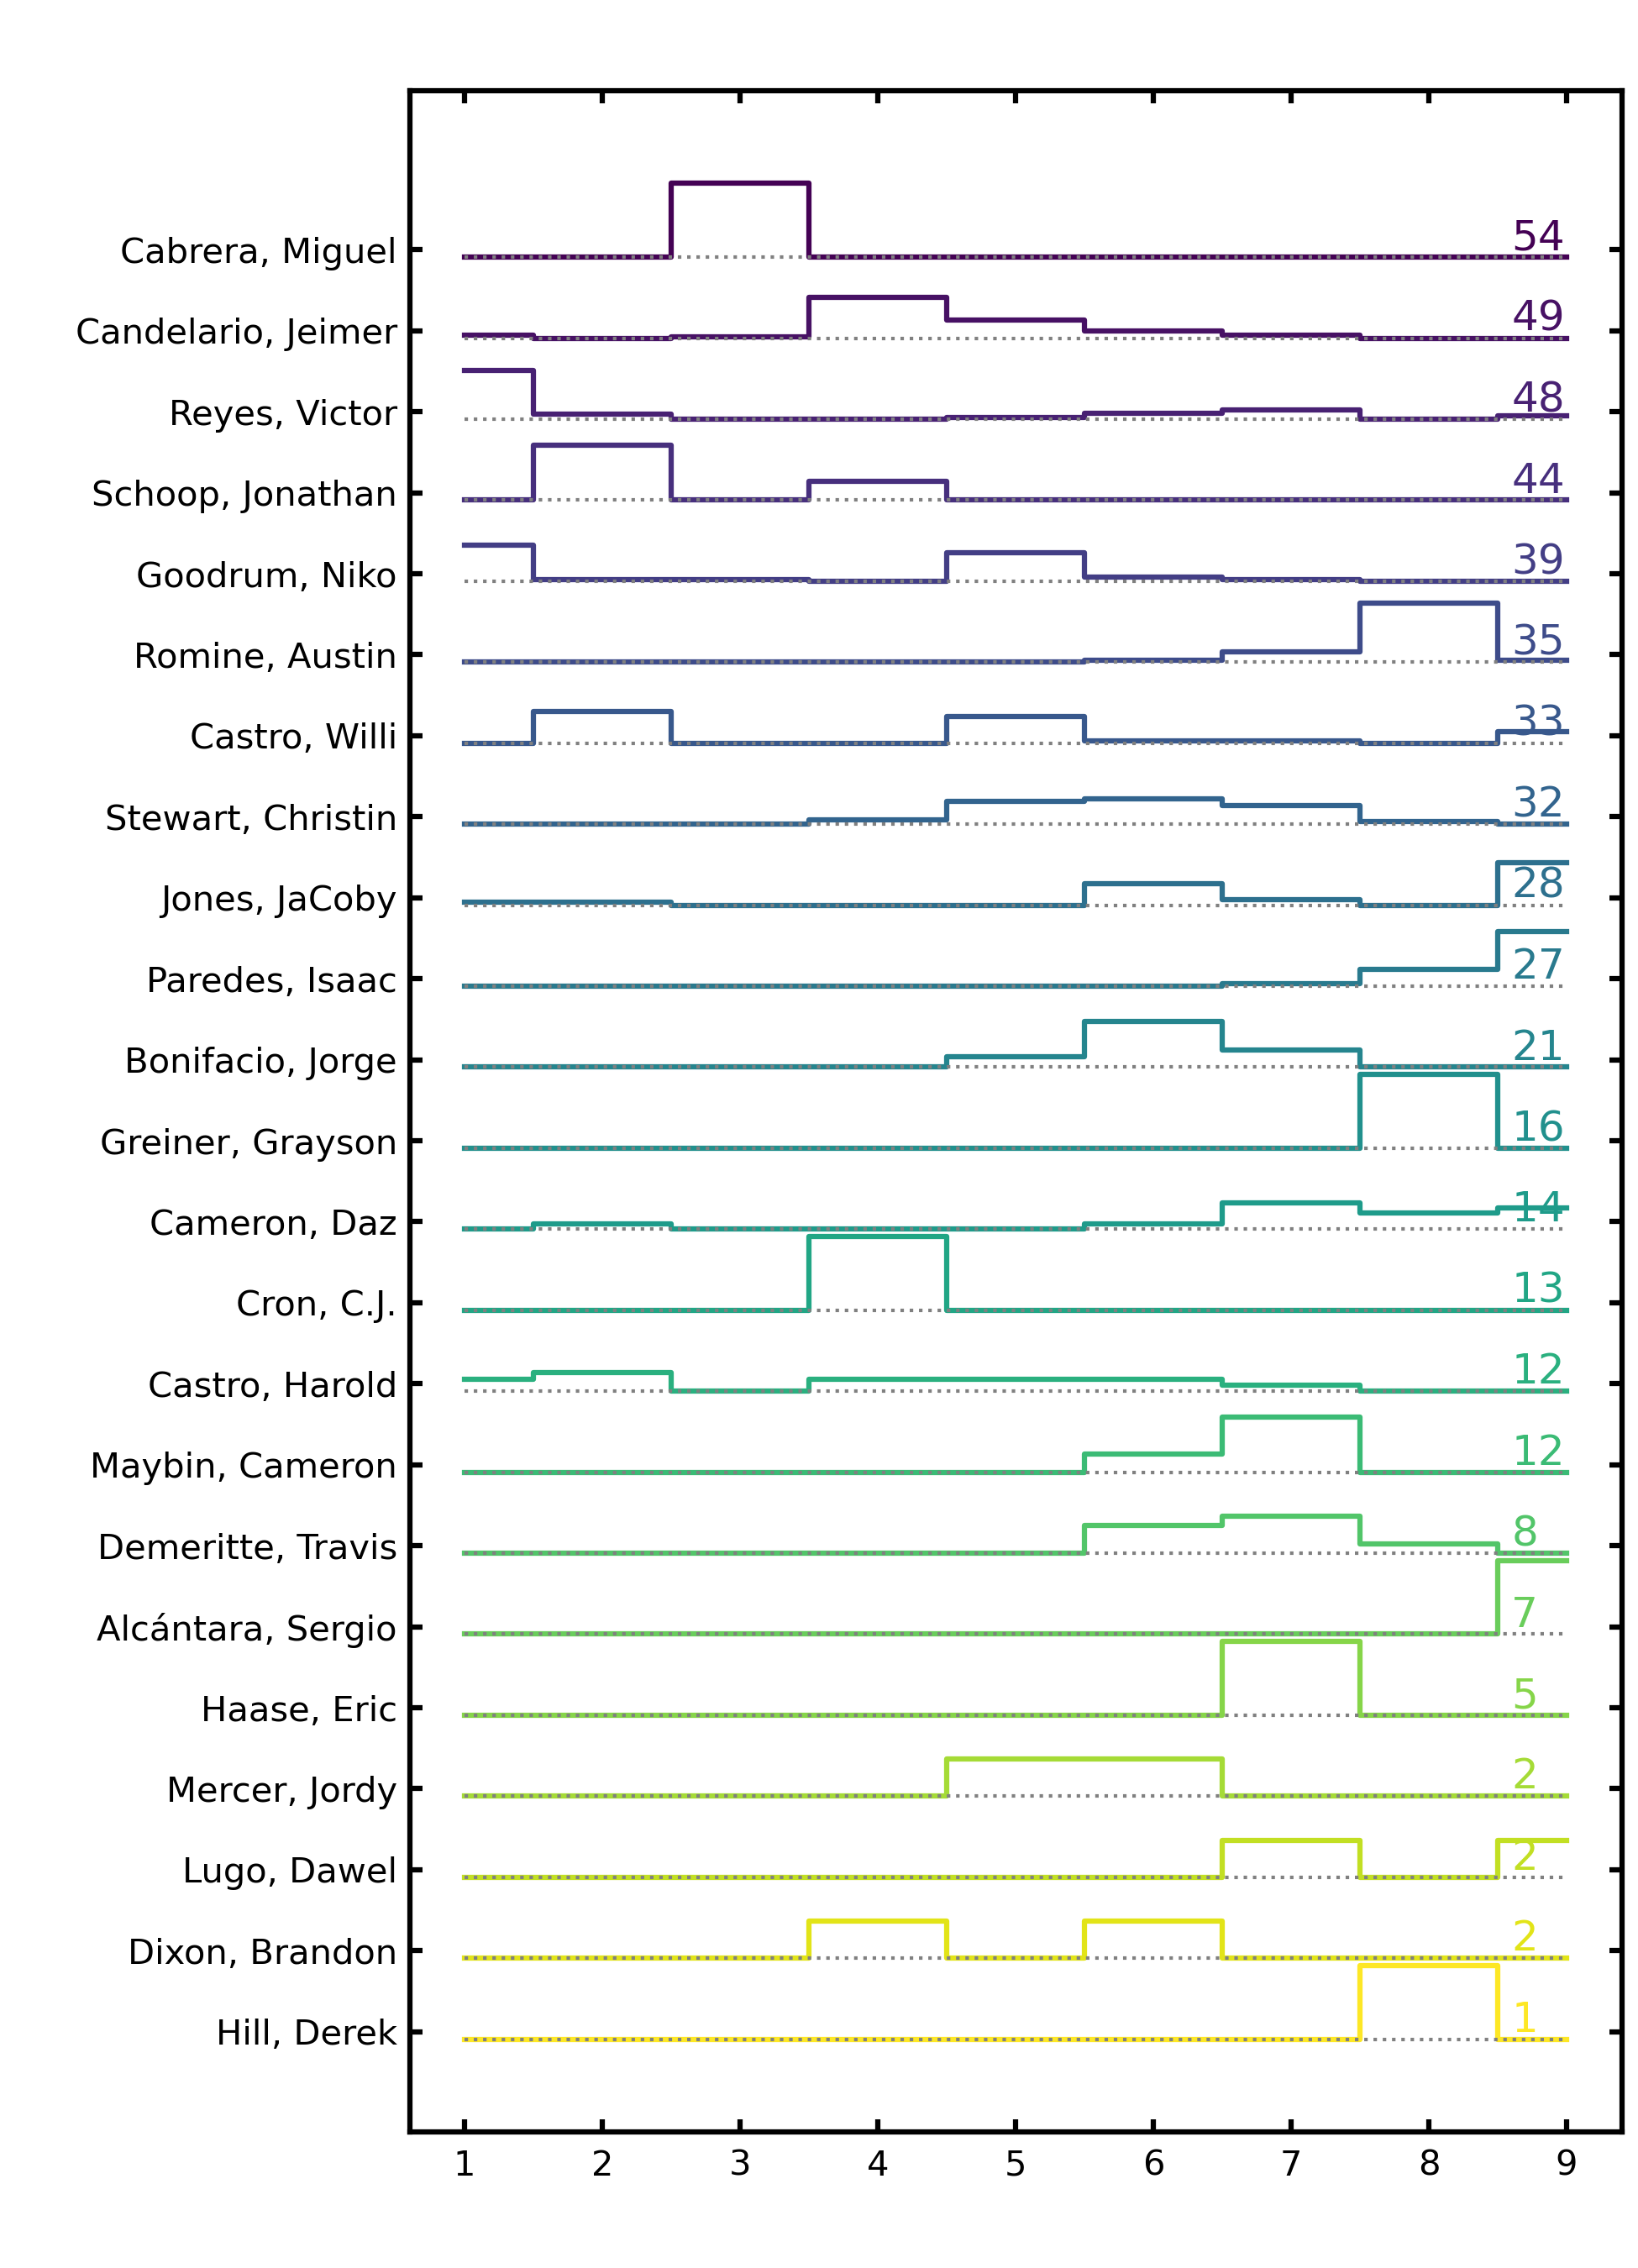 Cabrera, Miguel 54
Candelario, Jeimer 49
Reyes, Victor 48
Schoop, Jonathan 44
Goodrum, Niko 39
Romine, Austin 35
Castro, Willi 33
Stewart, Christin 32
Jones, JaCoby 28
Paredes, Isaac 27
Bonifacio, Jorge 21
Greiner, Grayson 16
Cameron, Daz 14
Cron, C.J. 13
Castro, Harold 12
Maybin, Cameron 12
Demeritte, Travis 8
Alcántara, Sergio 7
Haase, Eric 5
Mercer, Jordy 2
Lugo, Dawel 2
Dixon, Brandon 2
Hill, Derek 1
1 2 3 4 5 6 7 8 9